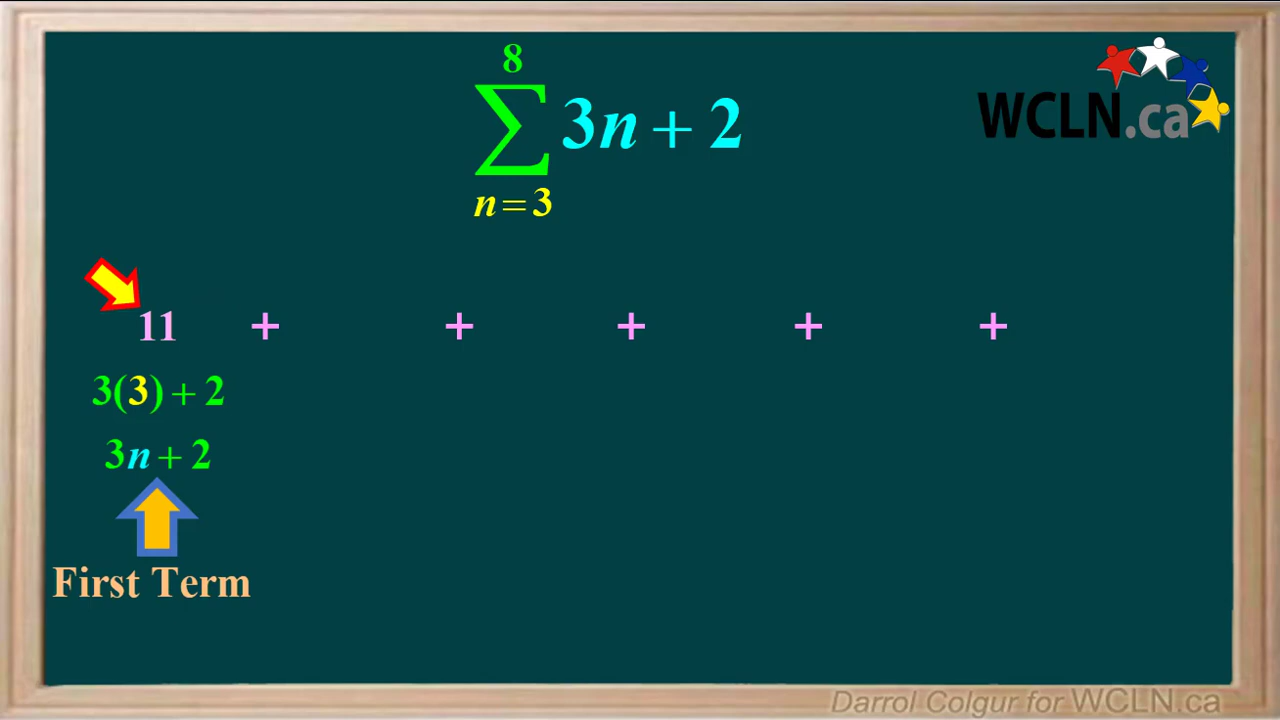 8
∑ 3n + 2
n = 3
WCLN.ca
11 + + + + +
3(3) + 2
3n + 2
First Term
Darrol Colgur for WCLN.ca